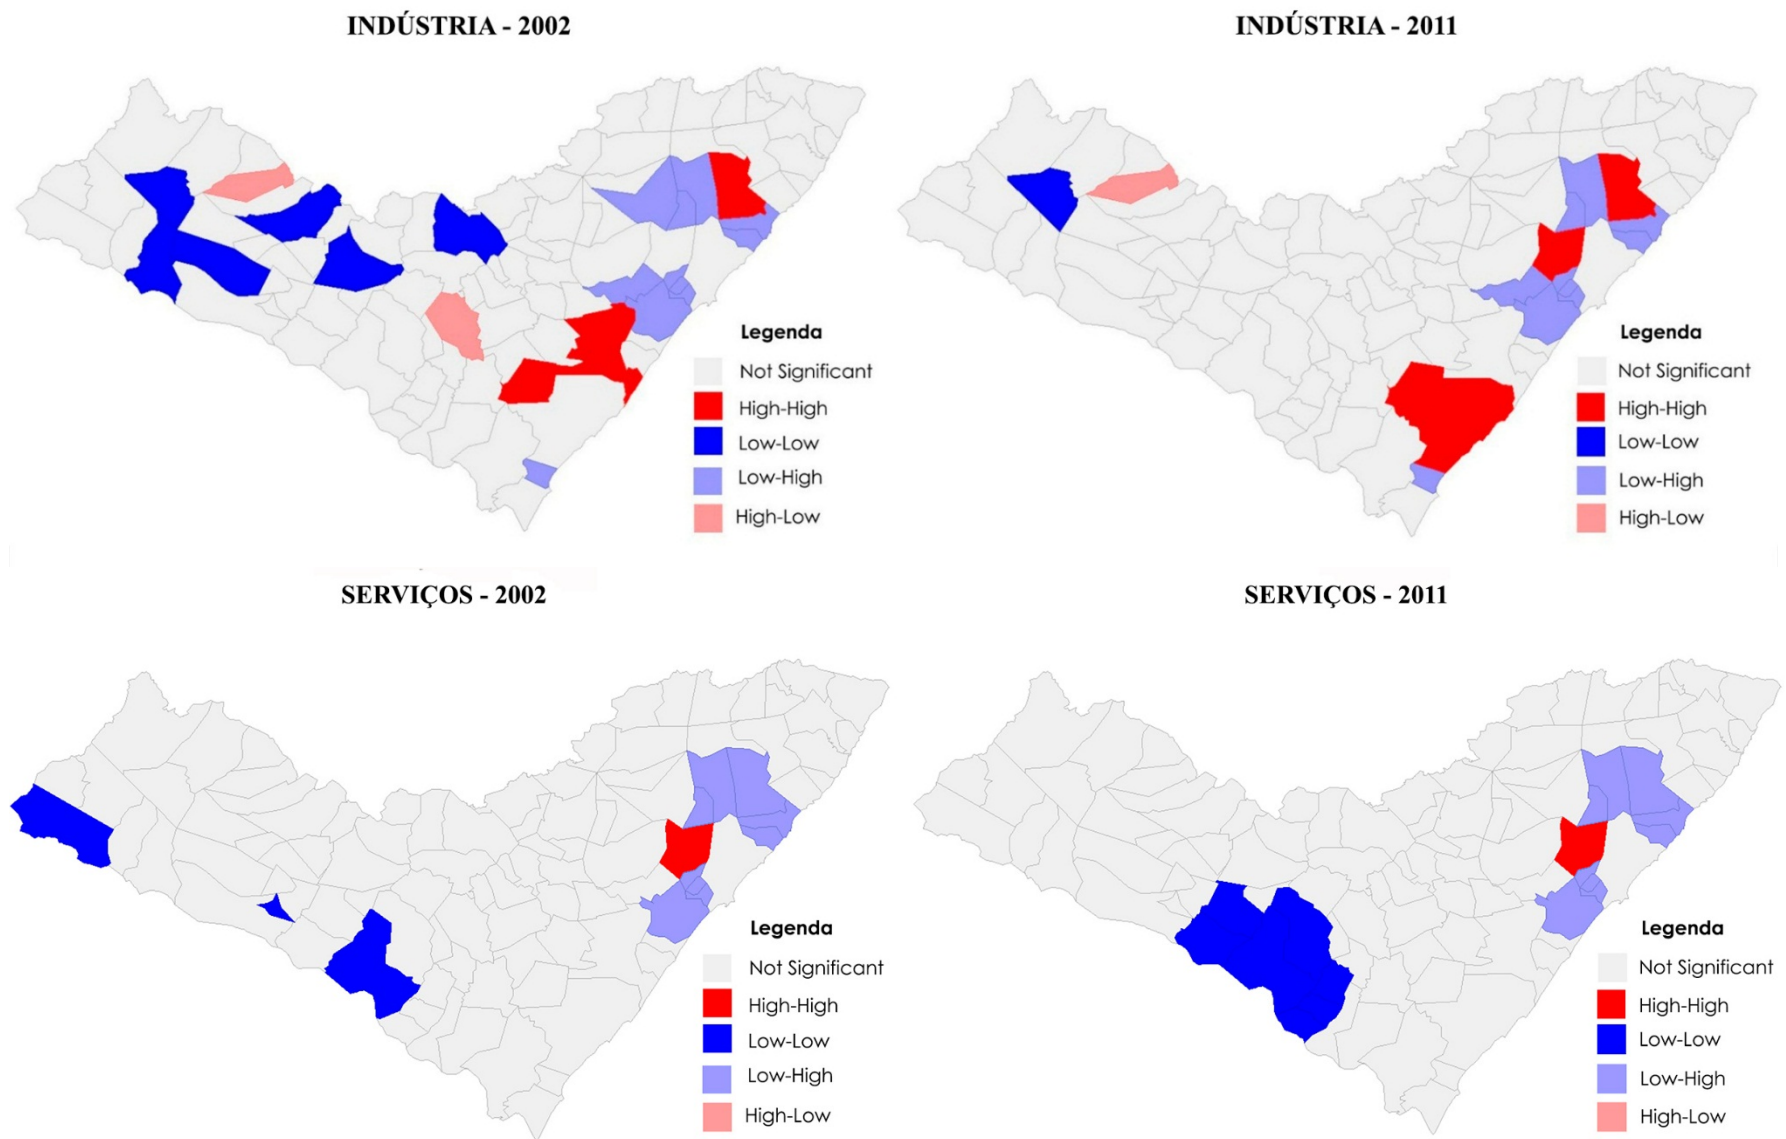 INDÚSTRIA - 2002
Legenda
Not Significant
High-High
Low-Low
Low-High
High-Low
INDÚSTRIA - 2011
Legenda
Not Significant
High-High
Low-Low
Low-High
High-Low
SERVIÇOS - 2002
Legenda
Not Significant
High-High
Low-Low
Low-High
High-Low
SERVIÇOS - 2011
Legenda
Not Significant
High-High
Low-Low
Low-High
High-Low